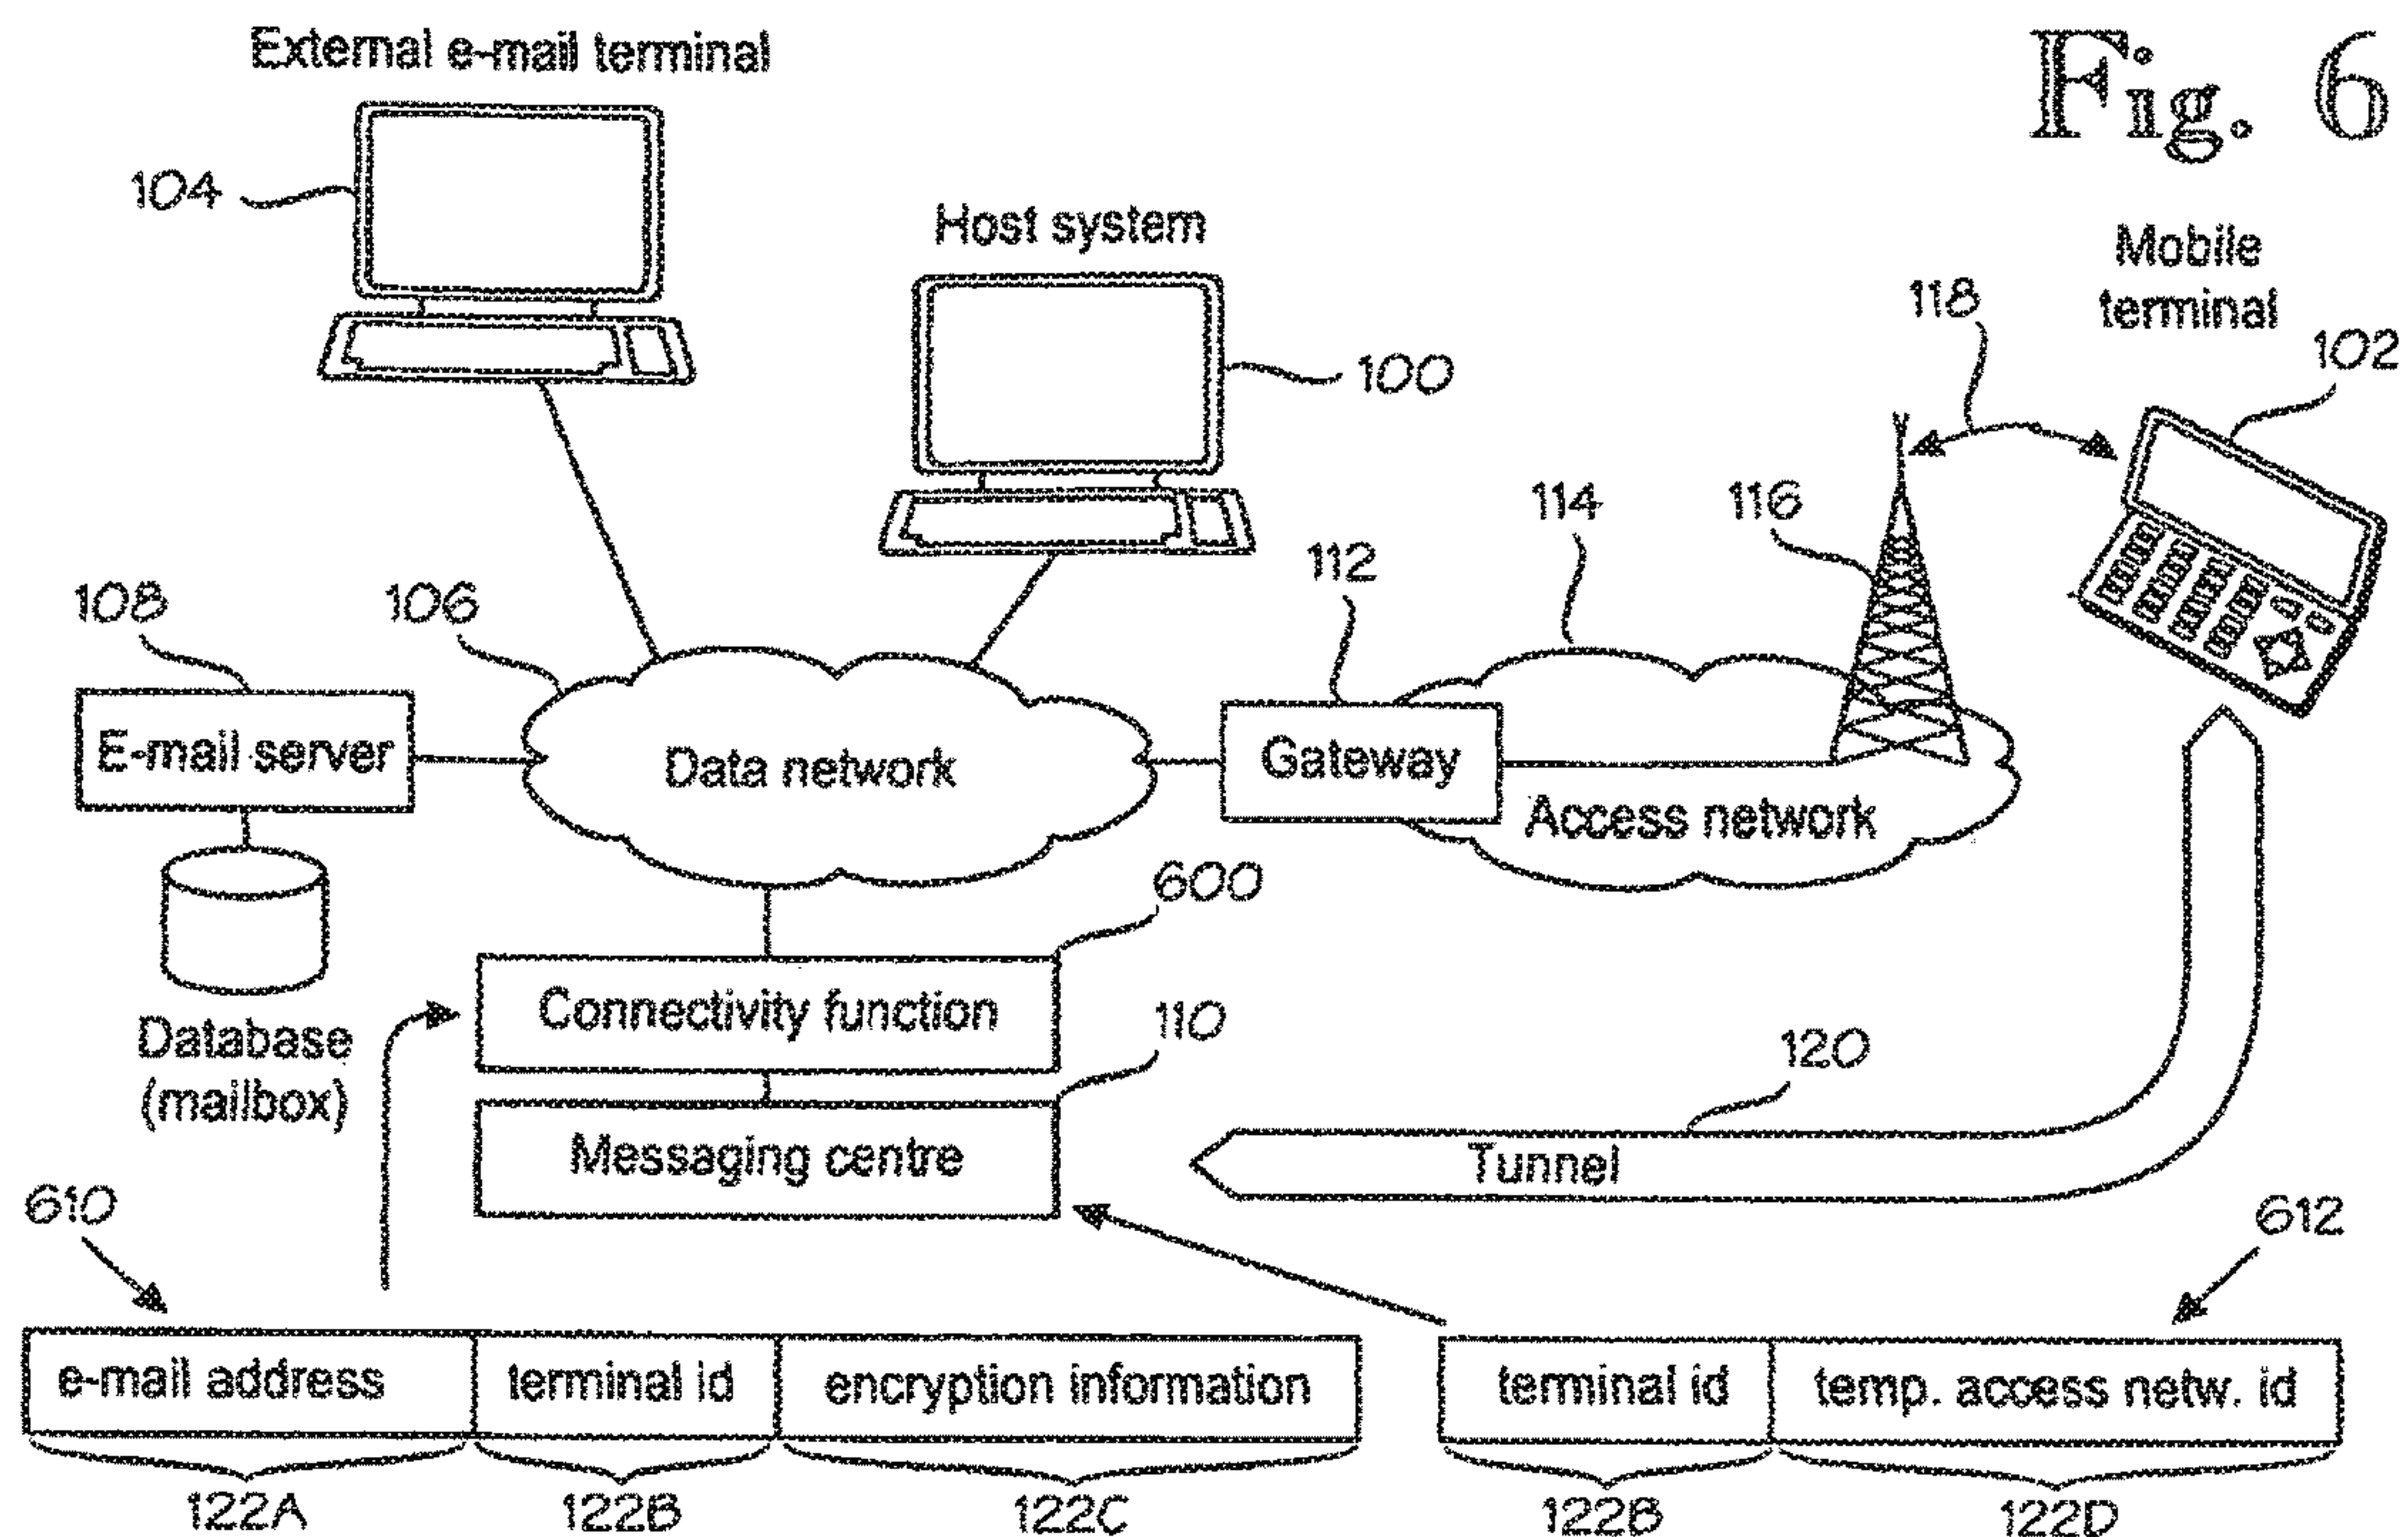 External e-mail terminal
Fig. 6
104
Host system
Mobile
terminal
118
102
100
114
116
112
108
106
E-mail server
Data network
Gateway
Access network
600
Connectivity function
Database
(mailbox)
110
120
Messaging centre
Tunnel
610
612
e-mail address
terminal id
encryption information
terminal id
temp. access netw. id
122A
122B
122C
122B
122D